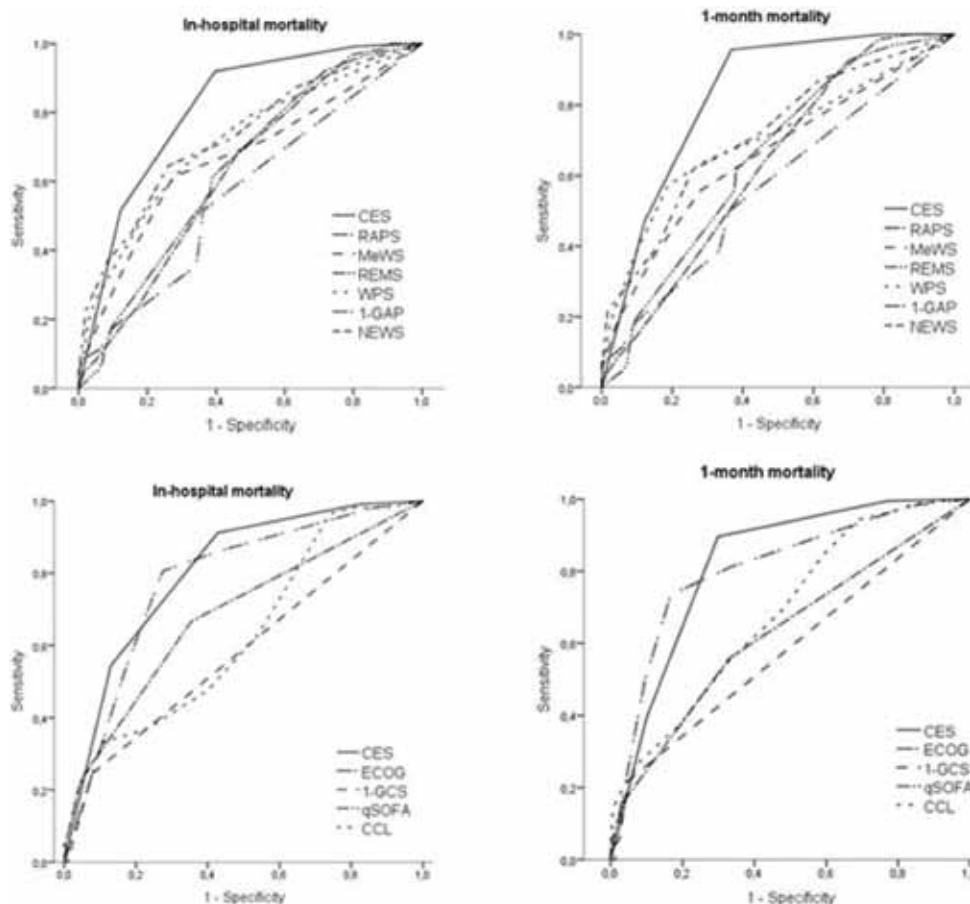 In-hospital mortality
1,0
0,8
0,6
0,4
0,2
0,0
Sensitivity
0,0 0,2 0,4 0,6 0,8 1,0
1 - Specificity
CES
RAPS
MeWS
REMS
WPS
1-GAP
NEWS
1-month mortality
1,0
0,8
0,6
0,4
0,2
0,0
Sensitivity
0,0 0,2 0,4 0,6 0,8 1,0
1 - Specificity
CES
RAPS
MeWS
REMS
WPS
1-GAP
NEWS
In-hospital mortality
1,0
0,8
0,6
0,4
0,2
0,0
Sensitivity
0,0 0,2 0,4 0,6 0,8 1,0
1 - Specificity
CES
ECOG
1-GCS
qSOFA
CCL
1-month mortality
1,0
0,8
0,6
0,4
0,2
0,0
Sensitivity
0,0 0,2 0,4 0,6 0,8 1,0
1 - Specificity
CES
ECOG
1-GCS
qSOFA
CCL